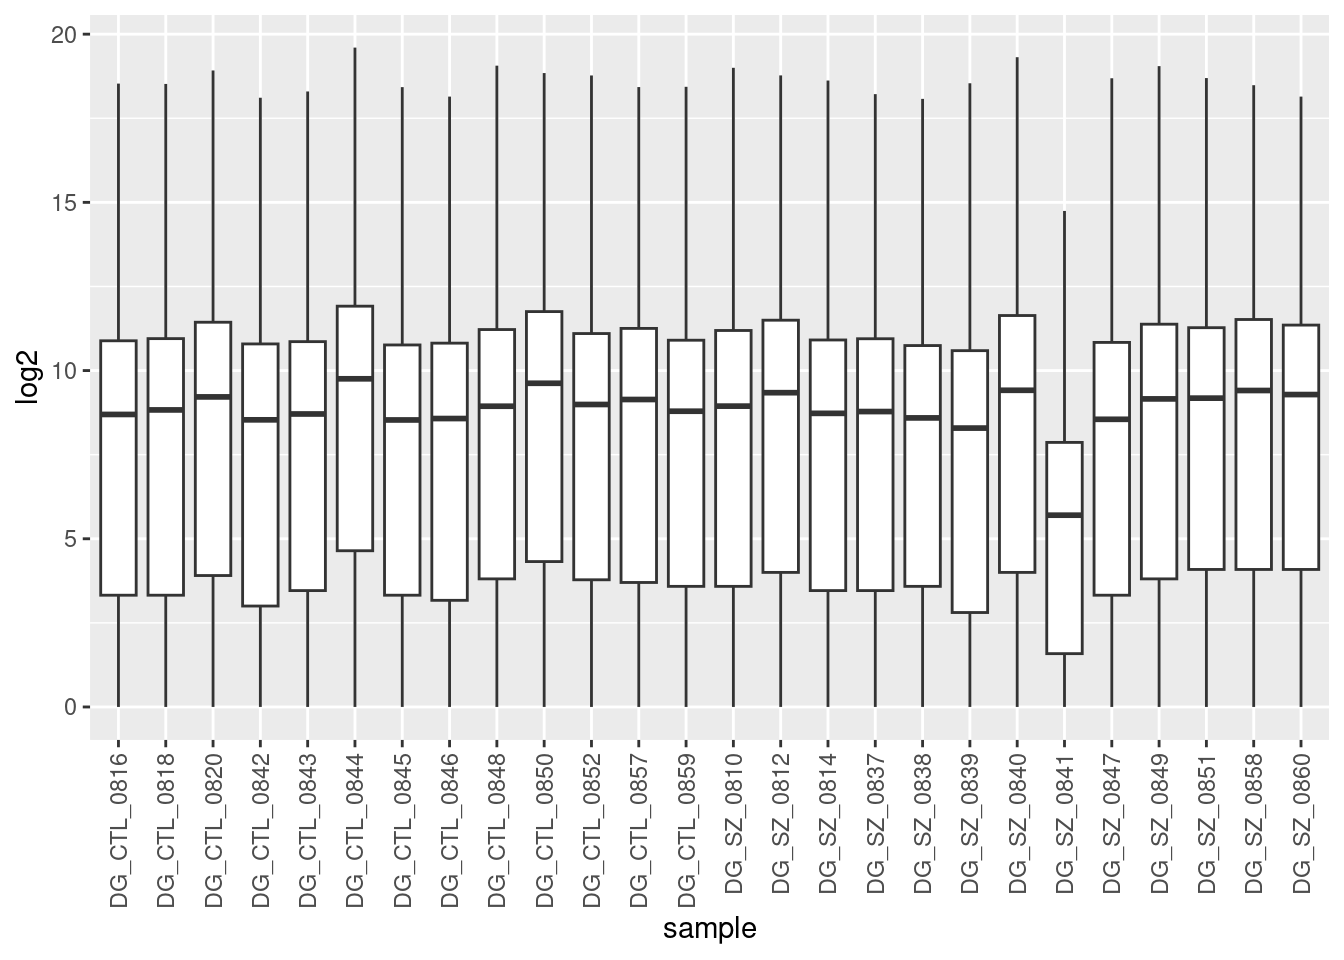 20
15
10
5
0
log2
DG_CTL_0816
DG_CTL_0818
DG_CTL_0820
DG_CTL_0842
DG_CTL_0843
DG_CTL_0844
DG_CTL_0845
DG_CTL_0846
DG_CTL_0848
DG_CTL_0850
DG_CTL_0852
DG_CTL_0857
DG_CTL_0859
DG_SZ_0810
DG_SZ_0812
DG_SZ_0814
DG_SZ_0837
DG_SZ_0838
DG_SZ_0839
DG_SZ_0840
DG_SZ_0841
DG_SZ_0847
DG_SZ_0849
DG_SZ_0851
DG_SZ_0858
DG_SZ_0860
sample